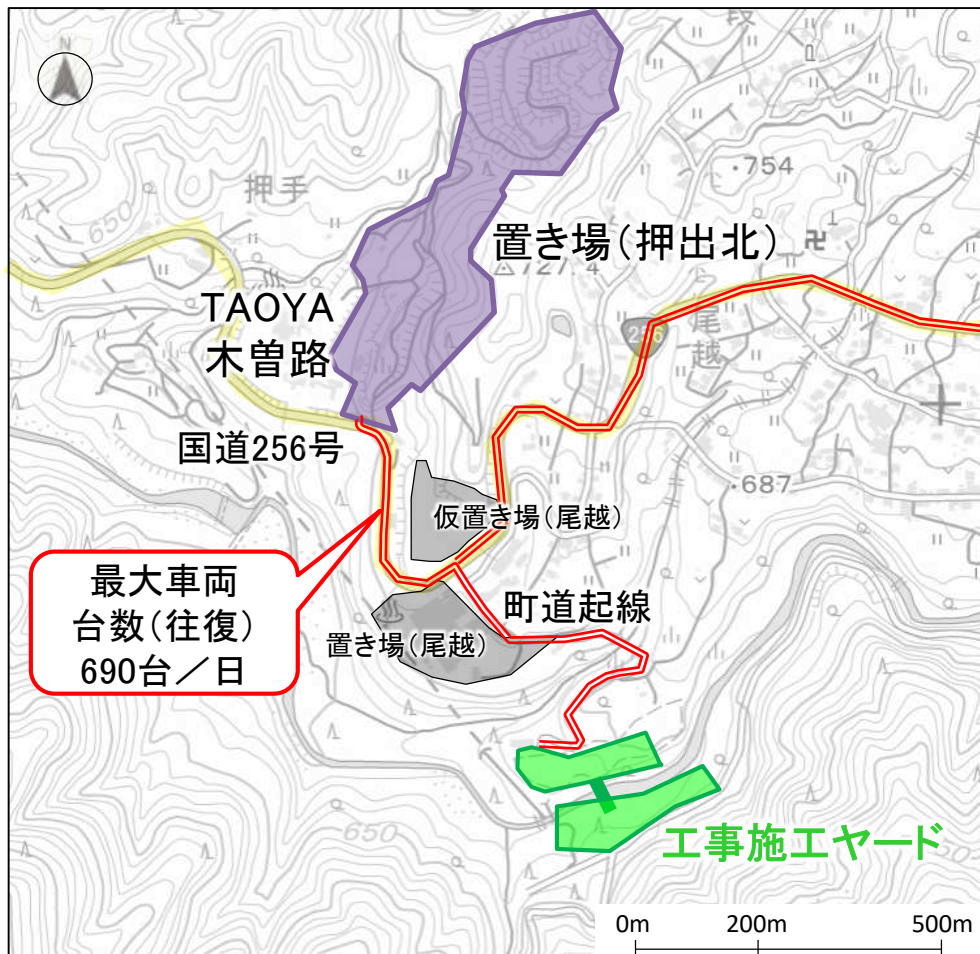 N
段
・754
押手
650
置き場(押出北)
△727.4
TAOYA
木曽路
256
尾越
国道256号
・687
仮置き場(尾越)
最大車両
台数(往復)
690台/日
町道起線
置き場(尾越)
650
工事施工ヤード
0m 200m 500m